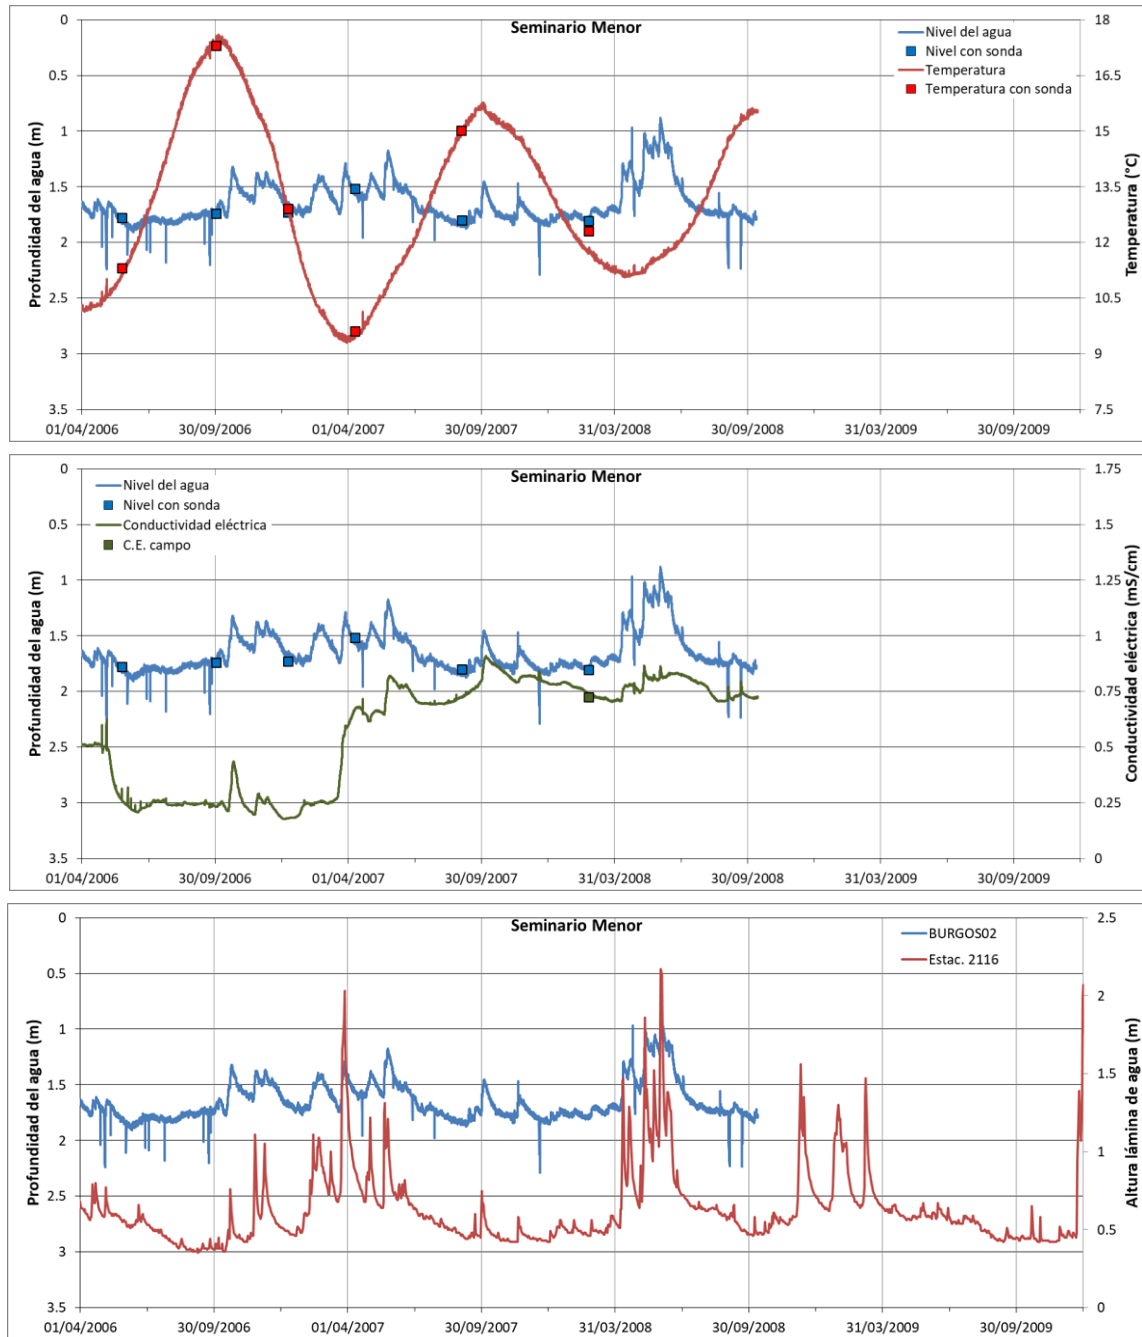 Seminario Menor
Nivel del agua
Nivel con sonda
Temperatura
Temperatura con sonda
Profundidad del agua (m)
0
0.5
1
1.5
2
2.5
3
3.5
Temperatura (°C)
18
16.5
15
13.5
12
10.5
9
7.5
01/04/2006 30/09/2006 01/04/2007 30/09/2007 31/03/2008 30/09/2008 31/03/2009 30/09/2009
Seminario Menor
Nivel del agua
Nivel con sonda
Conductividad eléctrica
C.E. campo
Profundidad del agua (m)
0
0.5
1
1.5
2
2.5
3
3.5
Conductividad eléctrica (mS/cm)
1.75
1.5
1.25
1
0.75
0.5
0.25
0
01/04/2006 30/09/2006 01/04/2007 30/09/2007 31/03/2008 30/09/2008 31/03/2009 30/09/2009
Seminario Menor
BURGOS02
Estac. 2116
Profundidad del agua (m)
0
0.5
1
1.5
2
2.5
3
3.5
Altura lámina de agua (m)
2.5
2
1.5
1
0.5
0
01/04/2006 30/09/2006 01/04/2007 30/09/2007 31/03/2008 30/09/2008 31/03/2009 30/09/2009